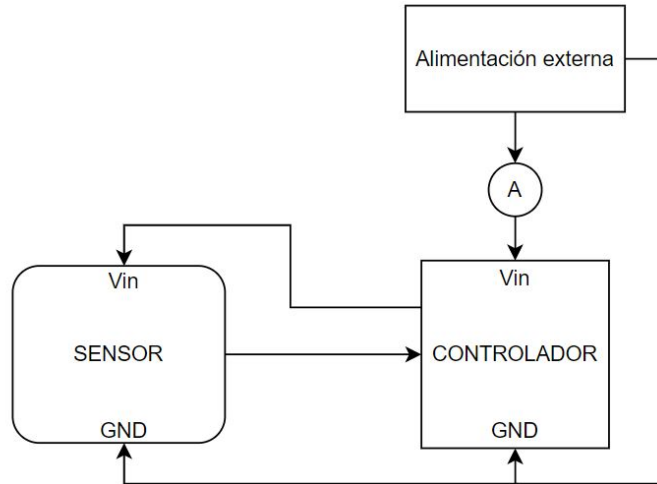 Alimentación externa
A
Vin
Vin
SENSOR
CONTROLADOR
GND
GND